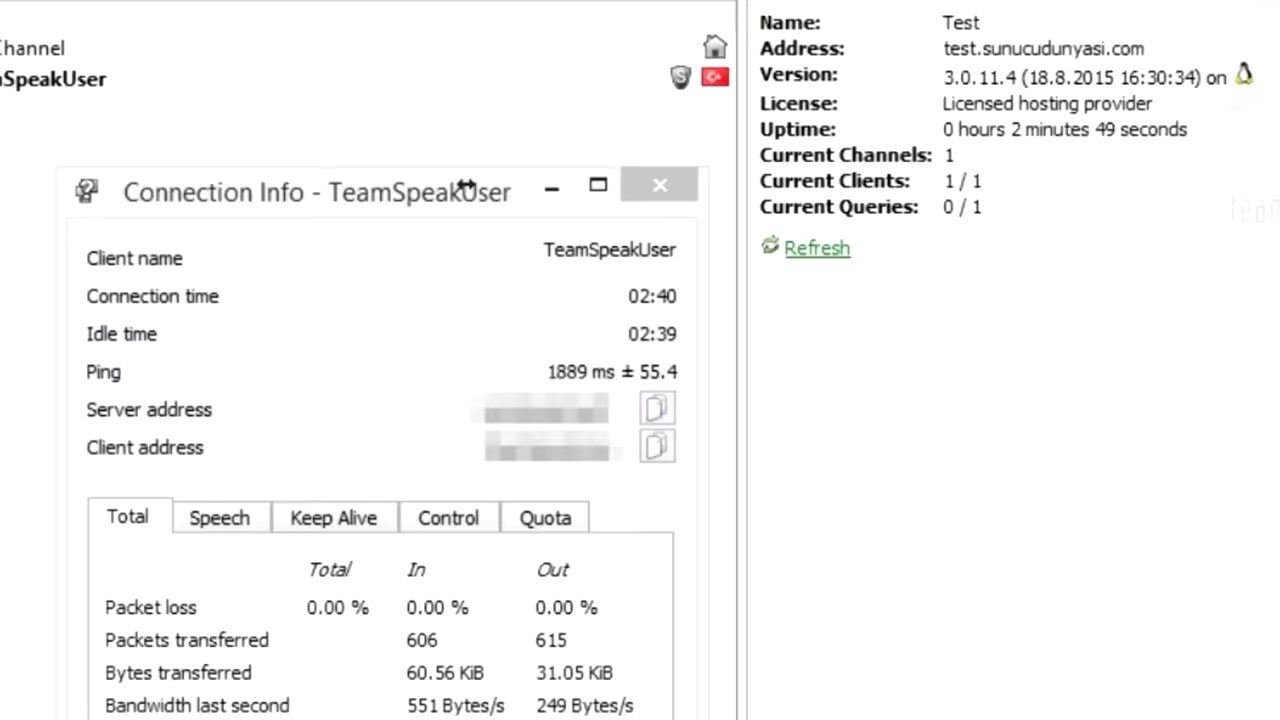 Channel
aSpeakUser
Connection Info - TeamSpeakUser
Client name TeamSpeakUser
Connection time 02:40
Idle time 02:39
Ping 1889 ms ± 55.4
Server address
Client address
Total Speech Keep Alive Control Quota
Total In Out
Packet loss 0.00 % 0.00 % 0.00 %
Packets transferred 606 615
Bytes transferred 60.56 KiB 31.05 KiB
Bandwidth last second 551 Bytes/s 249 Bytes/s
Name: Test
Address: test.sunucudunyasi.com
Version: 3.0.11.4 (18.8.2015 16:30:34) on
License: Licensed hosting provider
Uptime: 0 hours 2 minutes 49 seconds
Current Channels: 1
Current Clients: 1 / 1
Current Queries: 0 / 1
Refresh